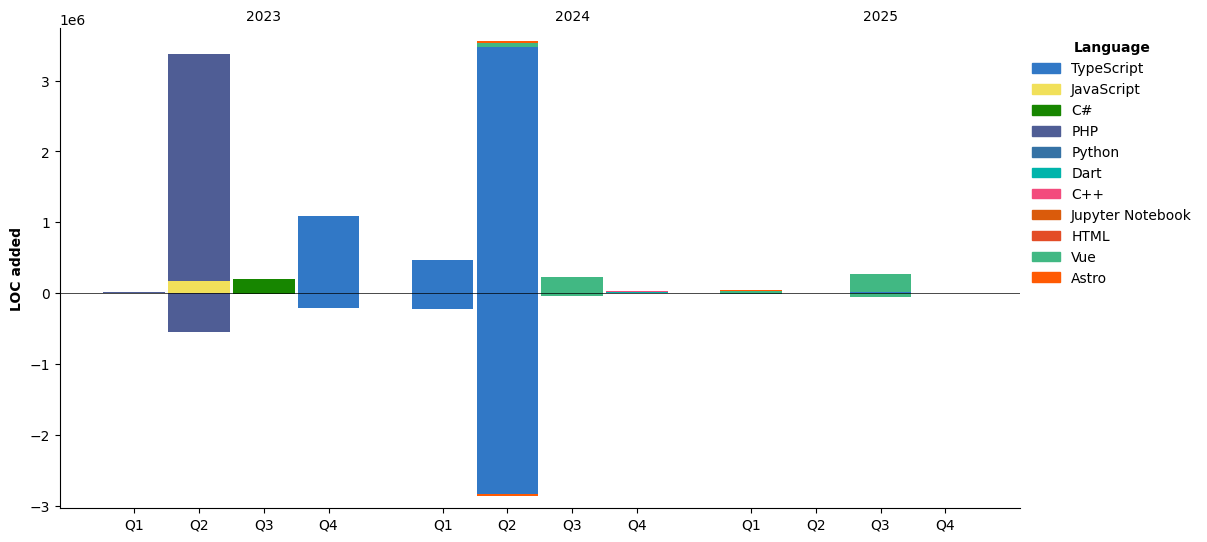 1e6
2023 2024 2025
LOC added
3
2
1
0
−1
−2
−3
Q1 Q2 Q3 Q4 Q1 Q2 Q3 Q4 Q1 Q2 Q3 Q4
Language
TypeScript
JavaScript
C#
PHP
Python
Dart
C++
Jupyter Notebook
HTML
Vue
Astro